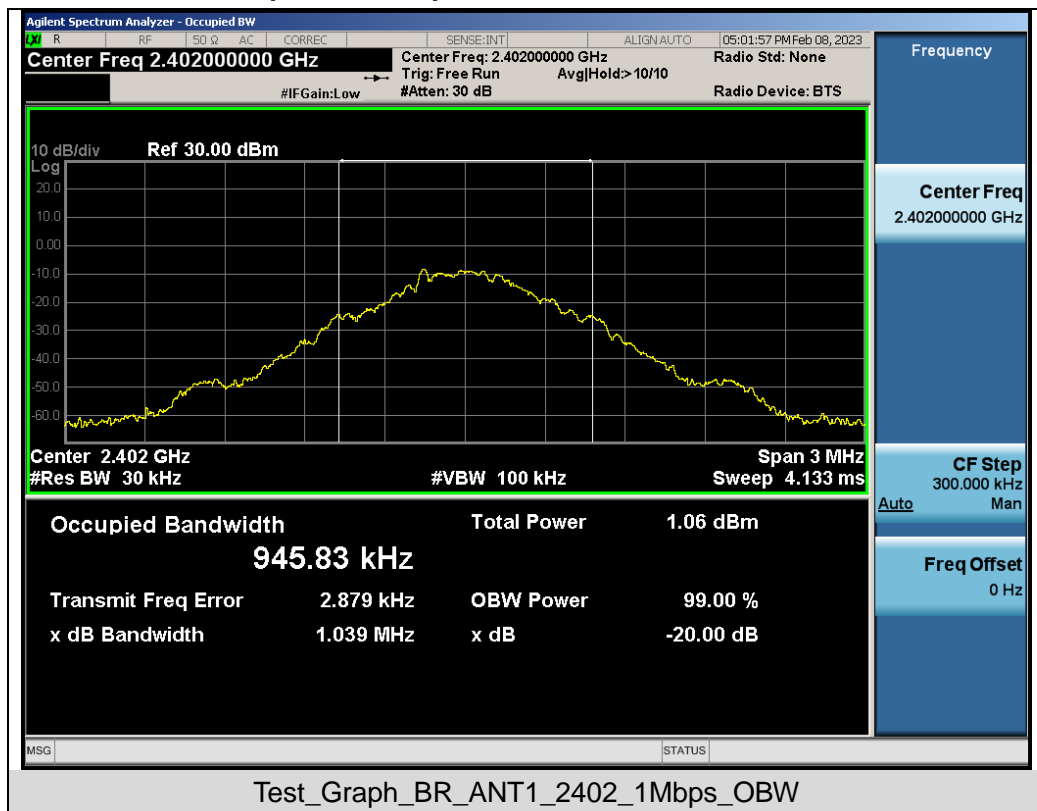 Agilent Spectrum Analyzer - Occupied BW
LXI R RF 50 Ω AC CORREC SENSE:INT ALIGN AUTO 05:01:57 PM Feb 08, 2023
Center Freq 2.402000000 GHz Center Freq: 2.402000000 GHz Radio Std: None
Trig: Free Run Avg|Hold:> 10/10
#IFGain:Low #Atten: 30 dB Radio Device: BTS
Frequency
10 dB/div Ref 30.00 dBm
Log
20.0
10.0
0.00
-10.0
-20.0
-30.0
-40.0
-50.0
-60.0
Center 2.402 GHz Span 3 MHz
#Res BW 30 kHz #VBW 100 kHz Sweep 4.133 ms
Occupied Bandwidth Total Power 1.06 dBm
945.83 kHz
Transmit Freq Error 2.879 kHz OBW Power 99.00 %
x dB Bandwidth 1.039 MHz x dB -20.00 dB
Center Freq
2.402000000 GHz
CF Step
300.000 kHz
Auto Man
Freq Offset
0 Hz
MSG STATUS
Test_Graph_BR_ANT1_2402_1Mbps_OBW